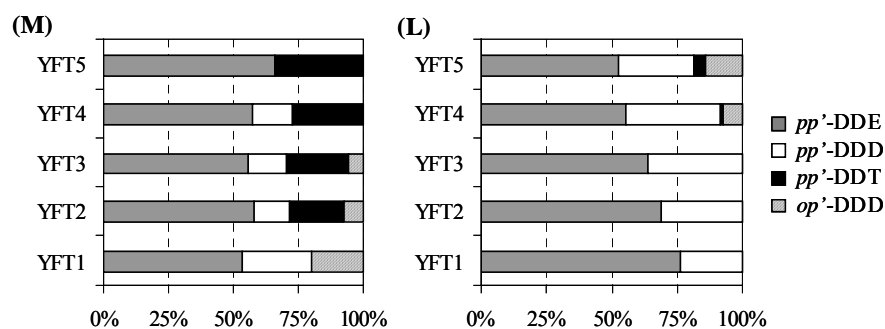 (M)
YFT5
YFT4
YFT3
YFT2
YFT1
0% 25% 50% 75% 100%
(L)
YFT5
YFT4
YFT3
YFT2
YFT1
0% 25% 50% 75% 100%
pp'-DDE
pp'-DDD
pp'-DDT
op'-DDD